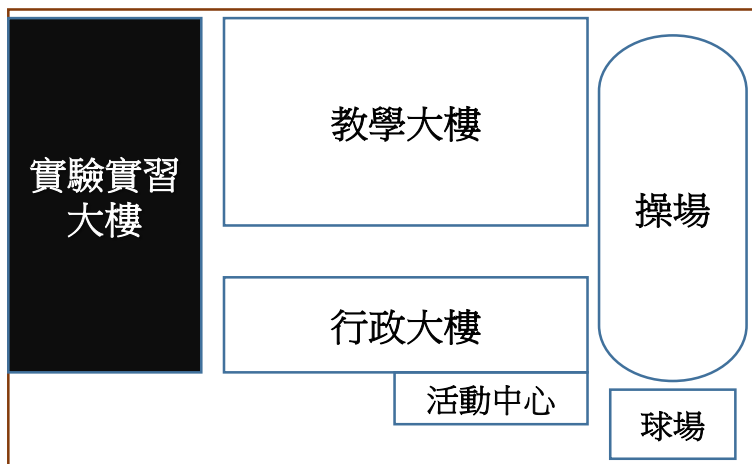 實驗實習
大樓
教學大樓
操場
行政大樓
活動中心
球場